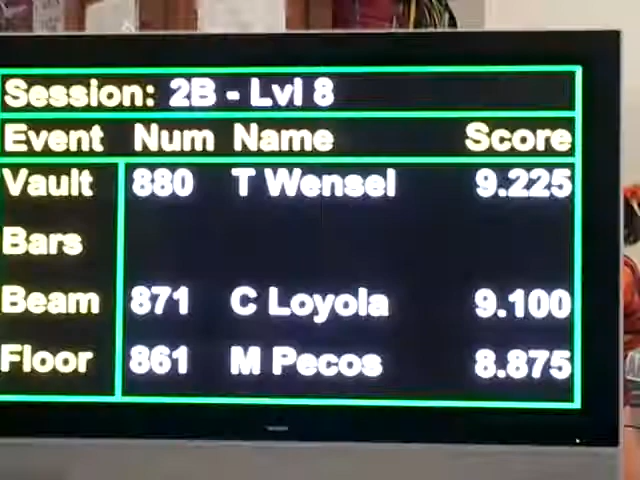 Session: 2B - Lvl 8
Event Num Name Score
Vault 880 T Wensel 9.225
Bars
Beam 871 C Loyola 9.100
Floor 861 M Pecos 8.875